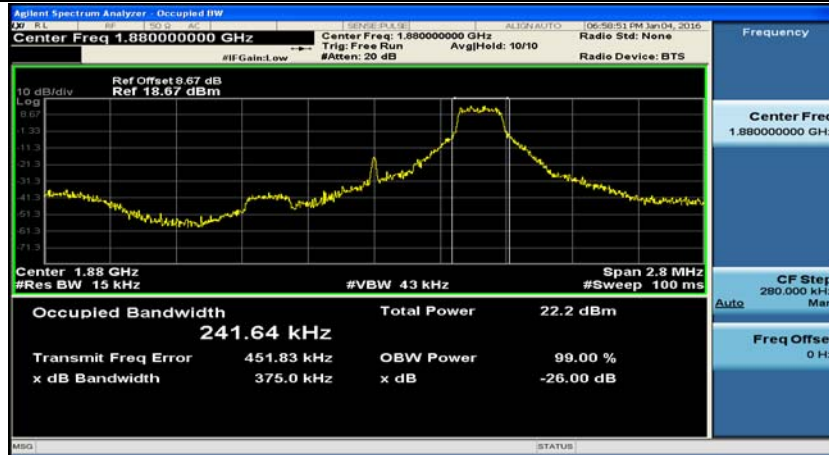 Agilent Spectrum Analyzer - Occupied BW
RL RF 50 Ω AC SENSE:PULSE ALIGN AUTO 06:58:51 PM Jan 04, 2016
Center Freq 1.880000000 GHz
Center Freq: 1.880000000 GHz
Radio Std: None
Trig: Free Run Avg|Hold: 10/10
#IFGain:Low #Atten: 20 dB Radio Device: BTS
Ref Offset 8.67 dB
10 dB/div Ref 18.67 dBm
Log
8.67
-1.33
-11.3
-21.3
-31.3
-41.3
-51.3
-61.3
-71.3
Center 1.88 GHz Span 2.8 MHz
#Res BW 15 kHz #VBW 43 kHz #Sweep 100 ms
Occupied Bandwidth Total Power 22.2 dBm
241.64 kHz
Transmit Freq Error 451.83 kHz OBW Power 99.00 %
x dB Bandwidth 375.0 kHz x dB -26.00 dB
MSG STATUS
Frequency
Center Freq
1.880000000 GHz
CF Step
280.000 kHz
Auto Man
Freq Offset
0 Hz